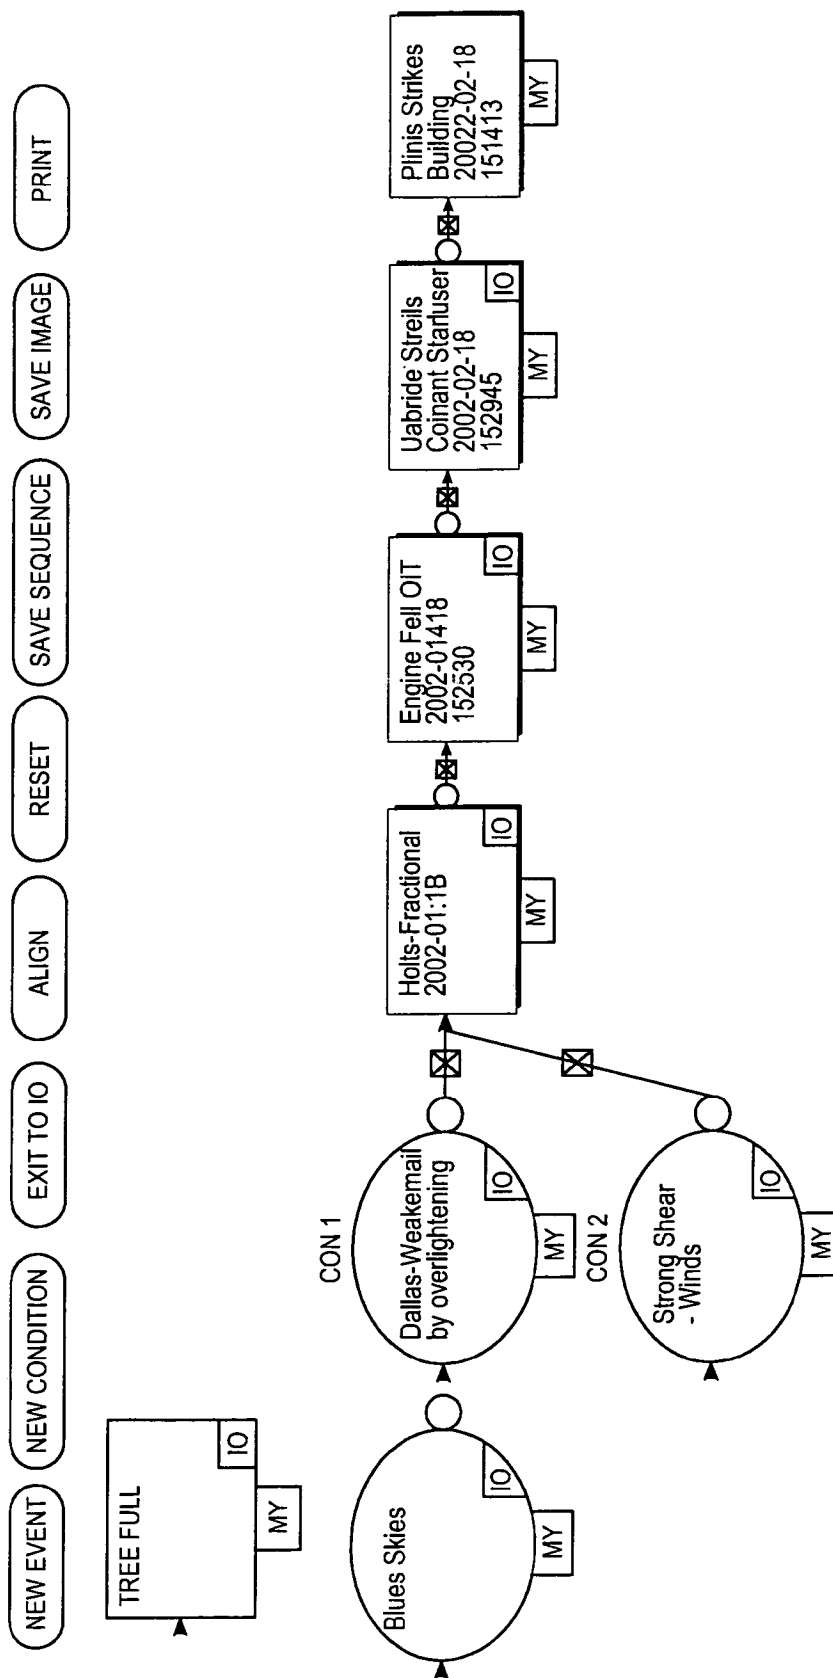 NEW EVENT
NEW CONDITION
EXIT TO IO
ALIGN
RESET
SAVE SEQUENCE
SAVE IMAGE
PRINT
TREE FULL
IO
MY
Blues Skies
IO
MY
CON 1
Dallas-Weakemail
by overlightening
IO
MY
CON 2
Strong Shear
- Winds
IO
MY
Holts-Fractional
2002-01:1B
IO
MY
Engine Fell OIT
2002-01418
152530
IO
MY
Uabride Streils
Coinant Starluser
2002-02-18
152945
IO
MY
Plinis Strikes
Building
20022-02-18
151413
MY